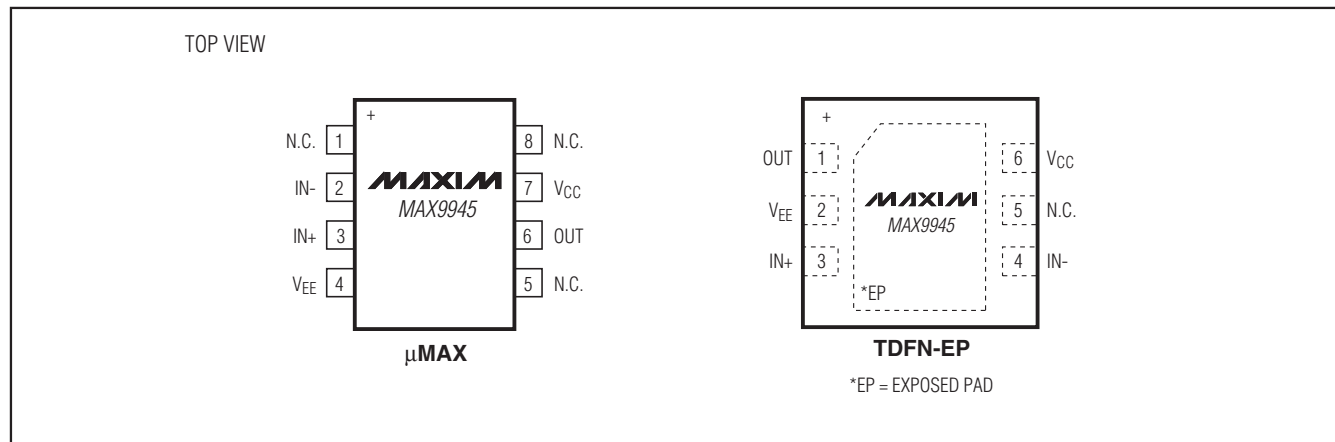 TOP VIEW
+
N.C. 1
8 N.C.
IN- 2
7 VCC
IN+ 3
6 OUT
VEE 4
5 N.C.
MAXIM
MAX9945
µMAX
+
OUT 1
6 VCC
VEE 2
5 N.C.
IN+ 3
4 IN-
MAXIM
MAX9945
*EP
TDFN-EP
*EP = EXPOSED PAD